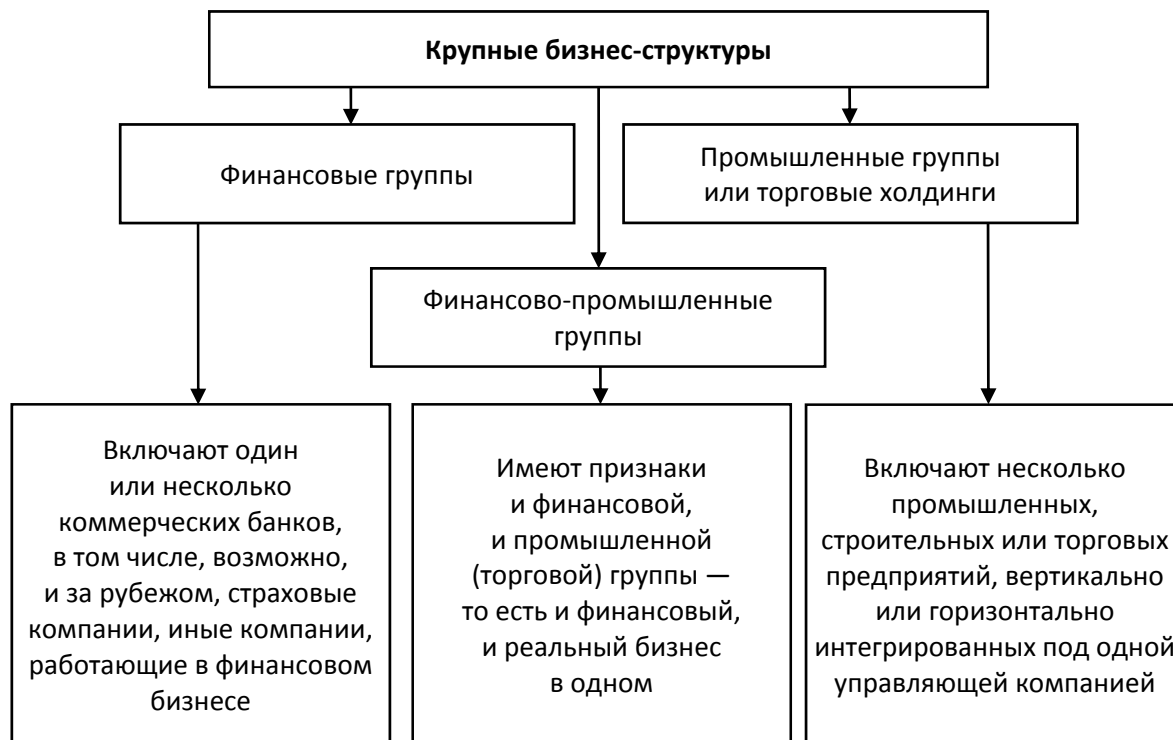 Крупные бизнес-структуры
Финансовые группы
Промышленные группы
или торговые холдинги
Финансово-промышленные
группы
Включают один
или несколько
коммерческих банков,
в том числе, возможно,
и за рубежом, страховые
компании, иные компании,
работающие в финансовом
бизнесе
Имеют признаки
и финансовой,
и промышленной
(торговой) группы —
то есть и финансовый,
и реальный бизнес
в одном
Включают несколько
промышленных,
строительных или торговых
предприятий, вертикально
или горизонтально
интегрированных под одной
управляющей компанией